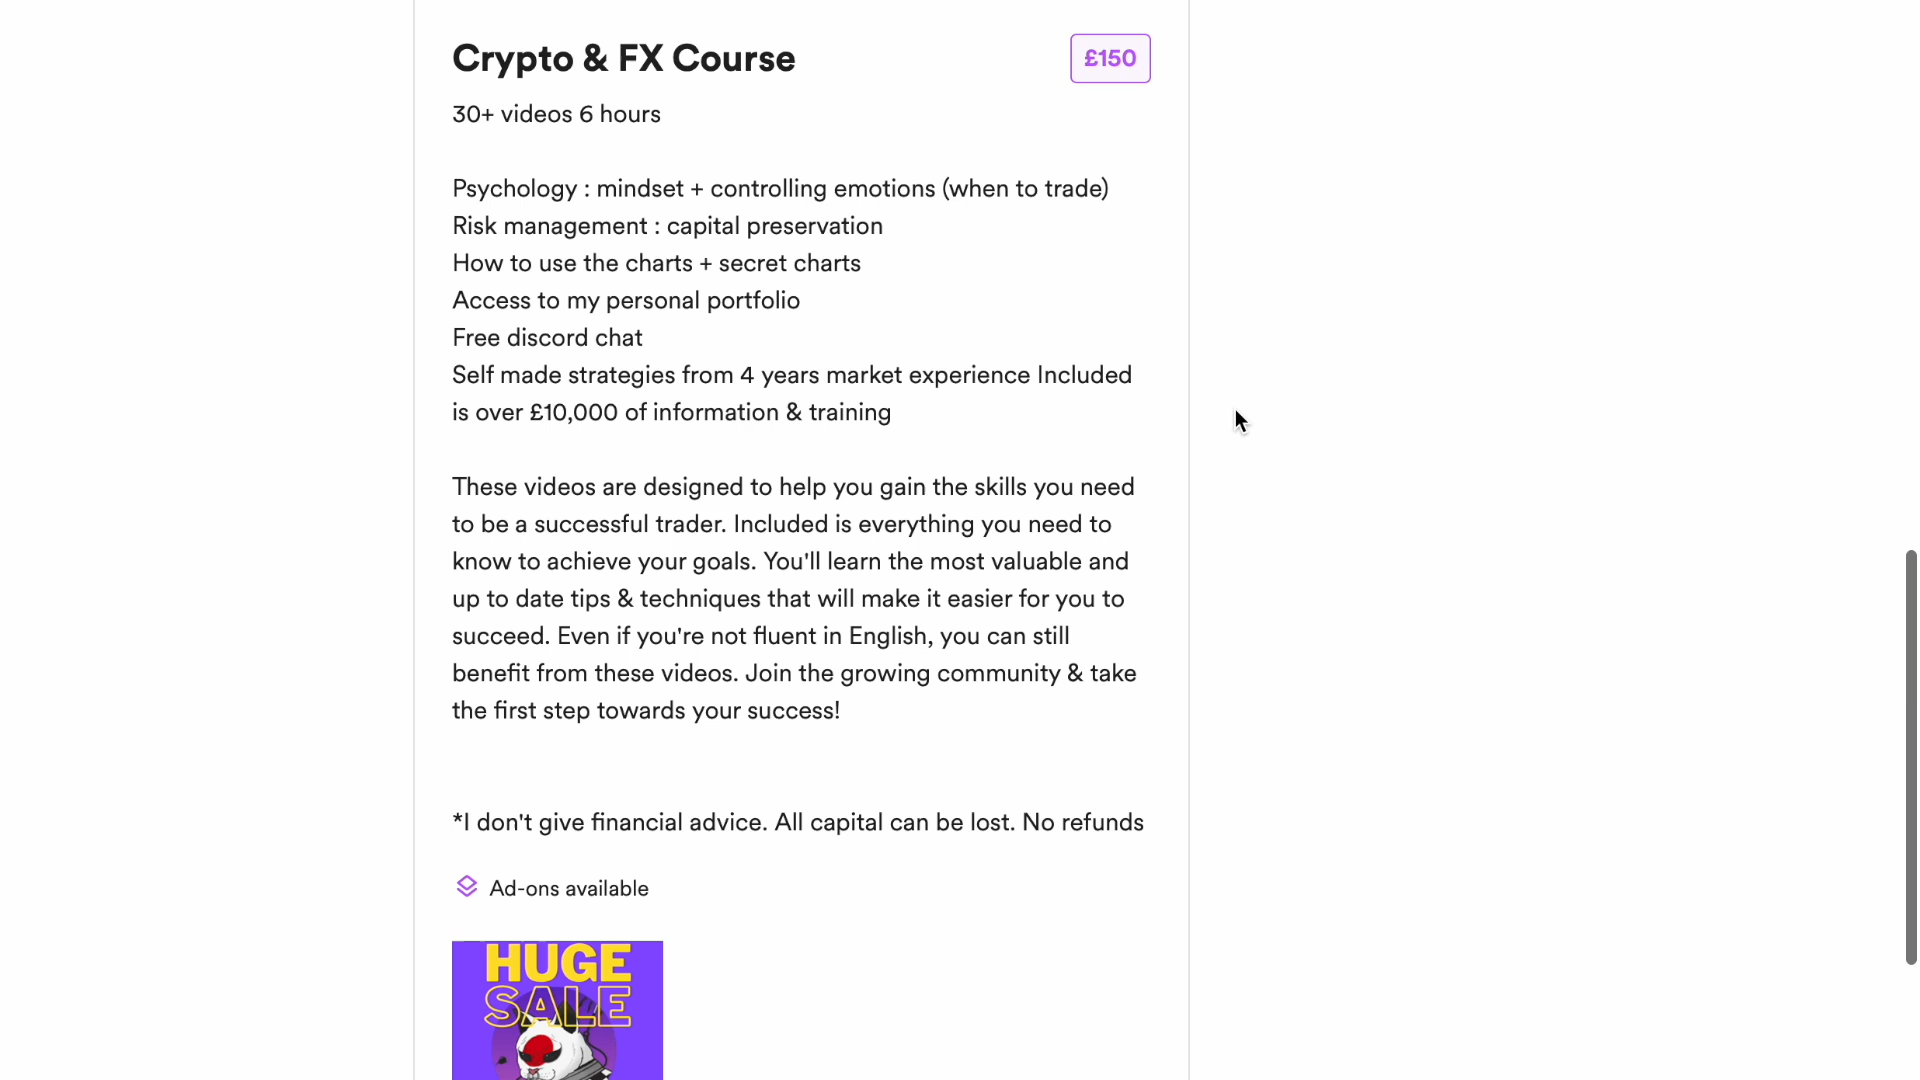 Crypto & FX Course
£150
30+ videos 6 hours
Psychology : mindset + controlling emotions (when to trade)
Risk management : capital preservation
How to use the charts + secret charts
Access to my personal portfolio
Free discord chat
Self made strategies from 4 years market experience Included
is over £10,000 of information & training
These videos are designed to help you gain the skills you need
to be a successful trader. Included is everything you need to
know to achieve your goals. You'll learn the most valuable and
up to date tips & techniques that will make it easier for you to
succeed. Even if you're not fluent in English, you can still
benefit from these videos. Join the growing community & take
the first step towards your success!
*I don't give financial advice. All capital can be lost. No refunds
Ad-ons available
HUGE
SALE